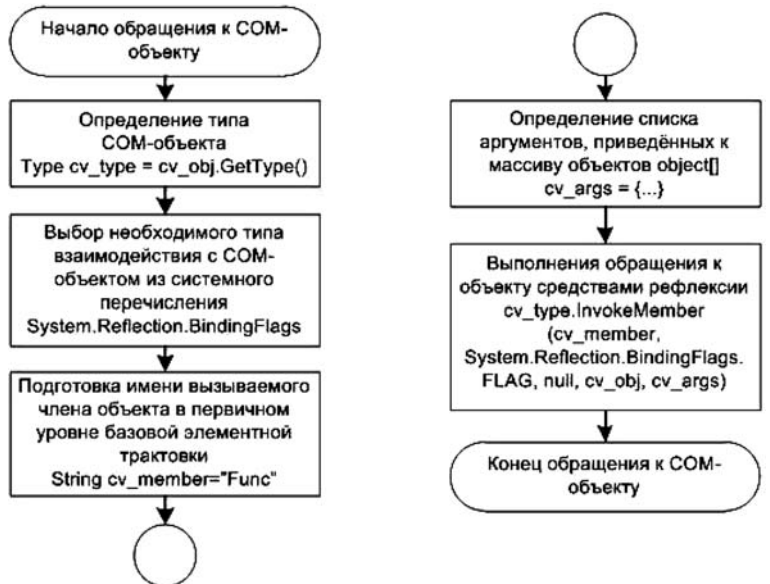 Начало обращения к COM-
объекту
Определение типа
COM-объекта
Type cv_type = cv_obj.GetType()
Выбор необходимого типа
взаимодействия с COM-
объектом из системного
перечисления
System.Reflection.BindingFlags
Подготовка имени вызываемого
члена объекта в первичном
уровне базовой элементной
трактовки
String cv_member="Func"
Определение списка
аргументов, приведённых к
массиву объектов object[]
cv_args = {...}
Выполнения обращения к
объекту средствами рефлексии
cv_type.InvokeMember
(cv_member,
System.Reflection.BindingFlags.
FLAG, null, cv_obj, cv_args)
Конец обращения к COM-
объекту